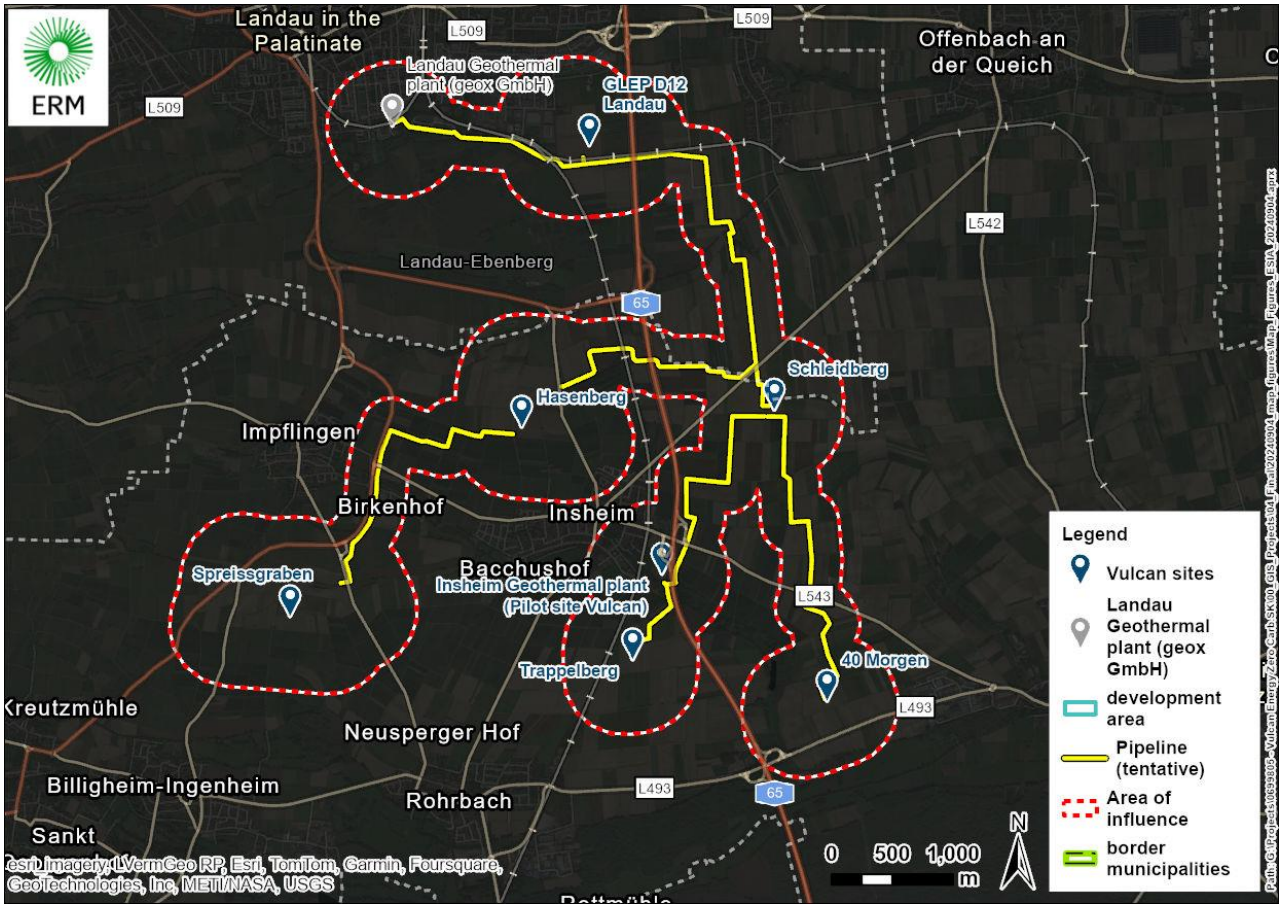 Landau in the
Palatinate
L509
L509
Offenbach an
der Queich
ERM
L509
Landau Geothermal
plant (geox GmbH)
GLEP D12
Landau
L542
Landau-Ebenberg
65
Schleidberg
Hasenberg
Impflingen
Birkenhof
Insheim
Bacchushof
Insheim Geothermal plant
(Pilot site Vulcan)
Spreissgraben
L543
Trappelberg
40 Morgen
Kreutzmühle
L493
Neusperger Hof
Billigheim-Ingenheim
Rohrbach
L493
65
Sankt
Legend
Vulcan sites
Landau
Geothermal
plant (geox
GmbH)
development
area
Pipeline
(tentative)
Area of
influence
border
municipalities
N
0 500 1,000
m
esri_imagery, LVermGeo RP, Esri, TomTom, Garmin, Foursquare,
GeoTechnologies, Inc, METI/NASA, USGS